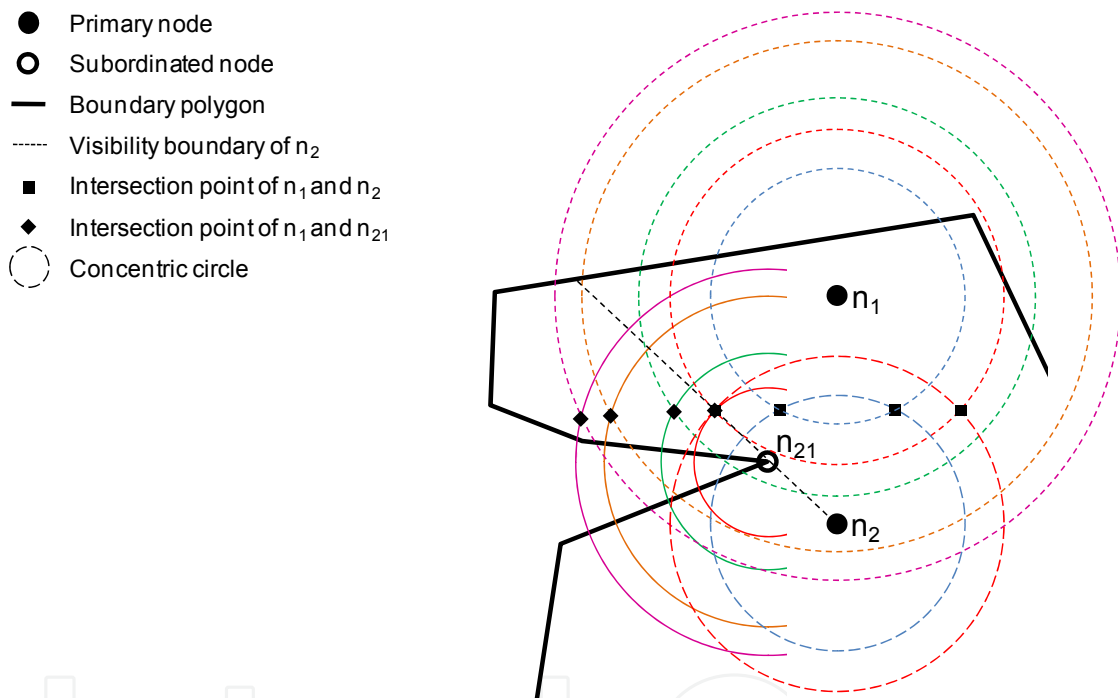 Primary node
Subordinated node
Boundary polygon
Visibility boundary of n₂
Intersection point of n₁ and n₂
Intersection point of n₁ and n₂₁
Concentric circle
n₁
n₂₁
n₂